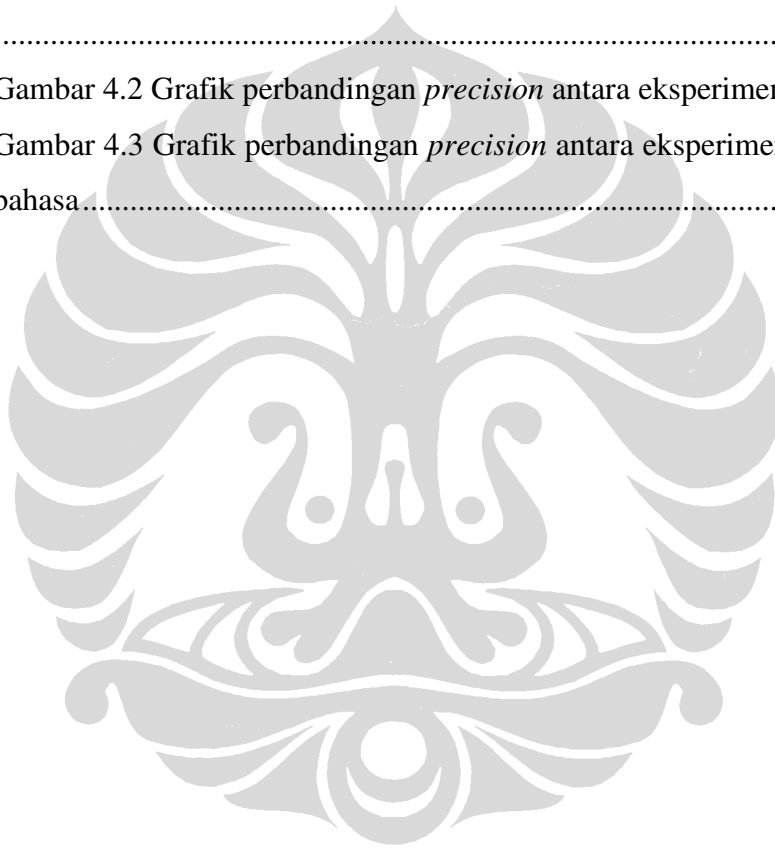 ................................................................................................
Gambar 4.2 Grafik perbandingan precision antara eksperimen
Gambar 4.3 Grafik perbandingan precision antara eksperimen
bahasa................................................................................